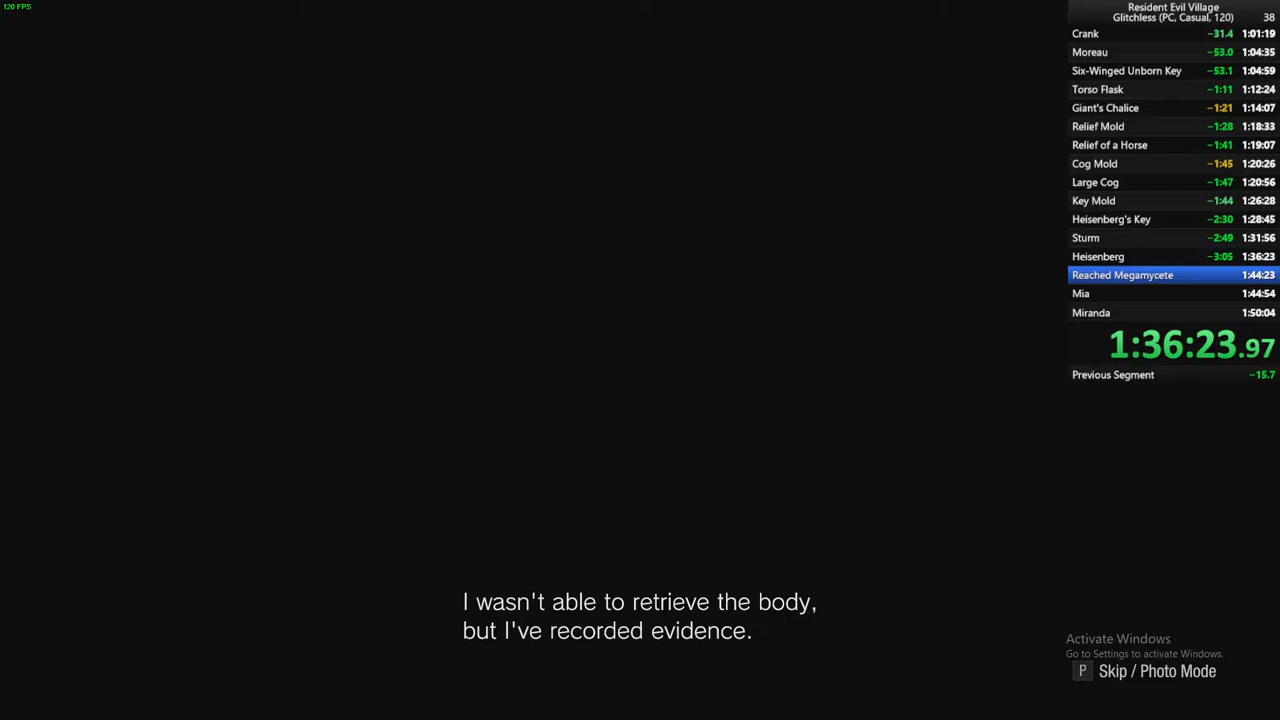 120 FPS
Resident Evil Village
Glitchless (PC, Casual, 120) 38
Crank -31.4 1:01:19
Moreau -53.0 1:04:35
Six-Winged Unborn Key -53.1 1:04:59
Torso Flask -1:11 1:12:24
Giant's Chalice -1:21 1:14:07
Relief Mold -1:28 1:18:33
Relief of a Horse -1:41 1:19:07
Cog Mold -1:45 1:20:26
Large Cog -1:47 1:20:56
Key Mold -1:44 1:26:28
Heisenberg's Key -2:30 1:28:45
Sturm -2:49 1:31:56
Heisenberg -3:05 1:36:23
Reached Megamycete 1:44:23
Mia 1:44:54
Miranda 1:50:04
1:36:23.97
Previous Segment -15.7
I wasn't able to retrieve the body,
but I've recorded evidence.
Activate Windows
Go to Settings to activate Windows.
P Skip / Photo Mode